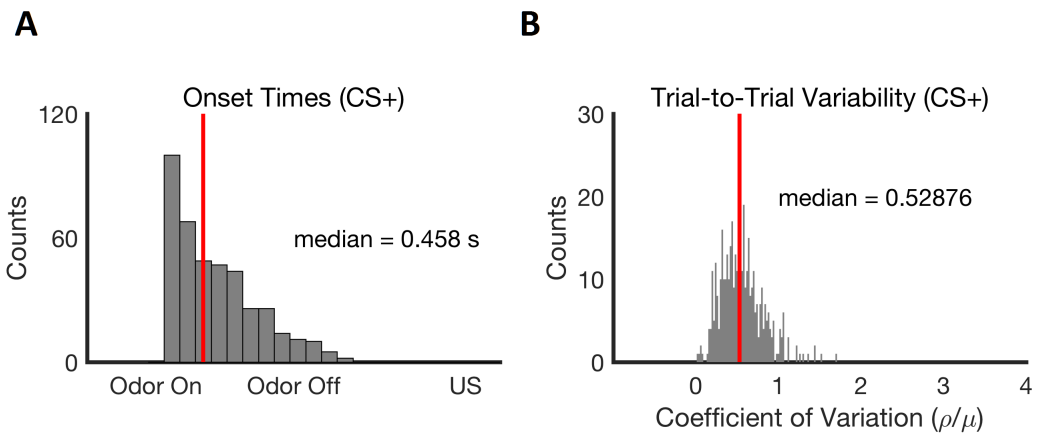 A
B
Onset Times (CS+)
Trial-to-Trial Variability (CS+)
120
60
0
Counts
median = 0.458 s
Odor On
Odor Off
US
30
20
10
0
Counts
median = 0.52876
0
1
2
3
4
Coefficient of Variation (ρ/μ)